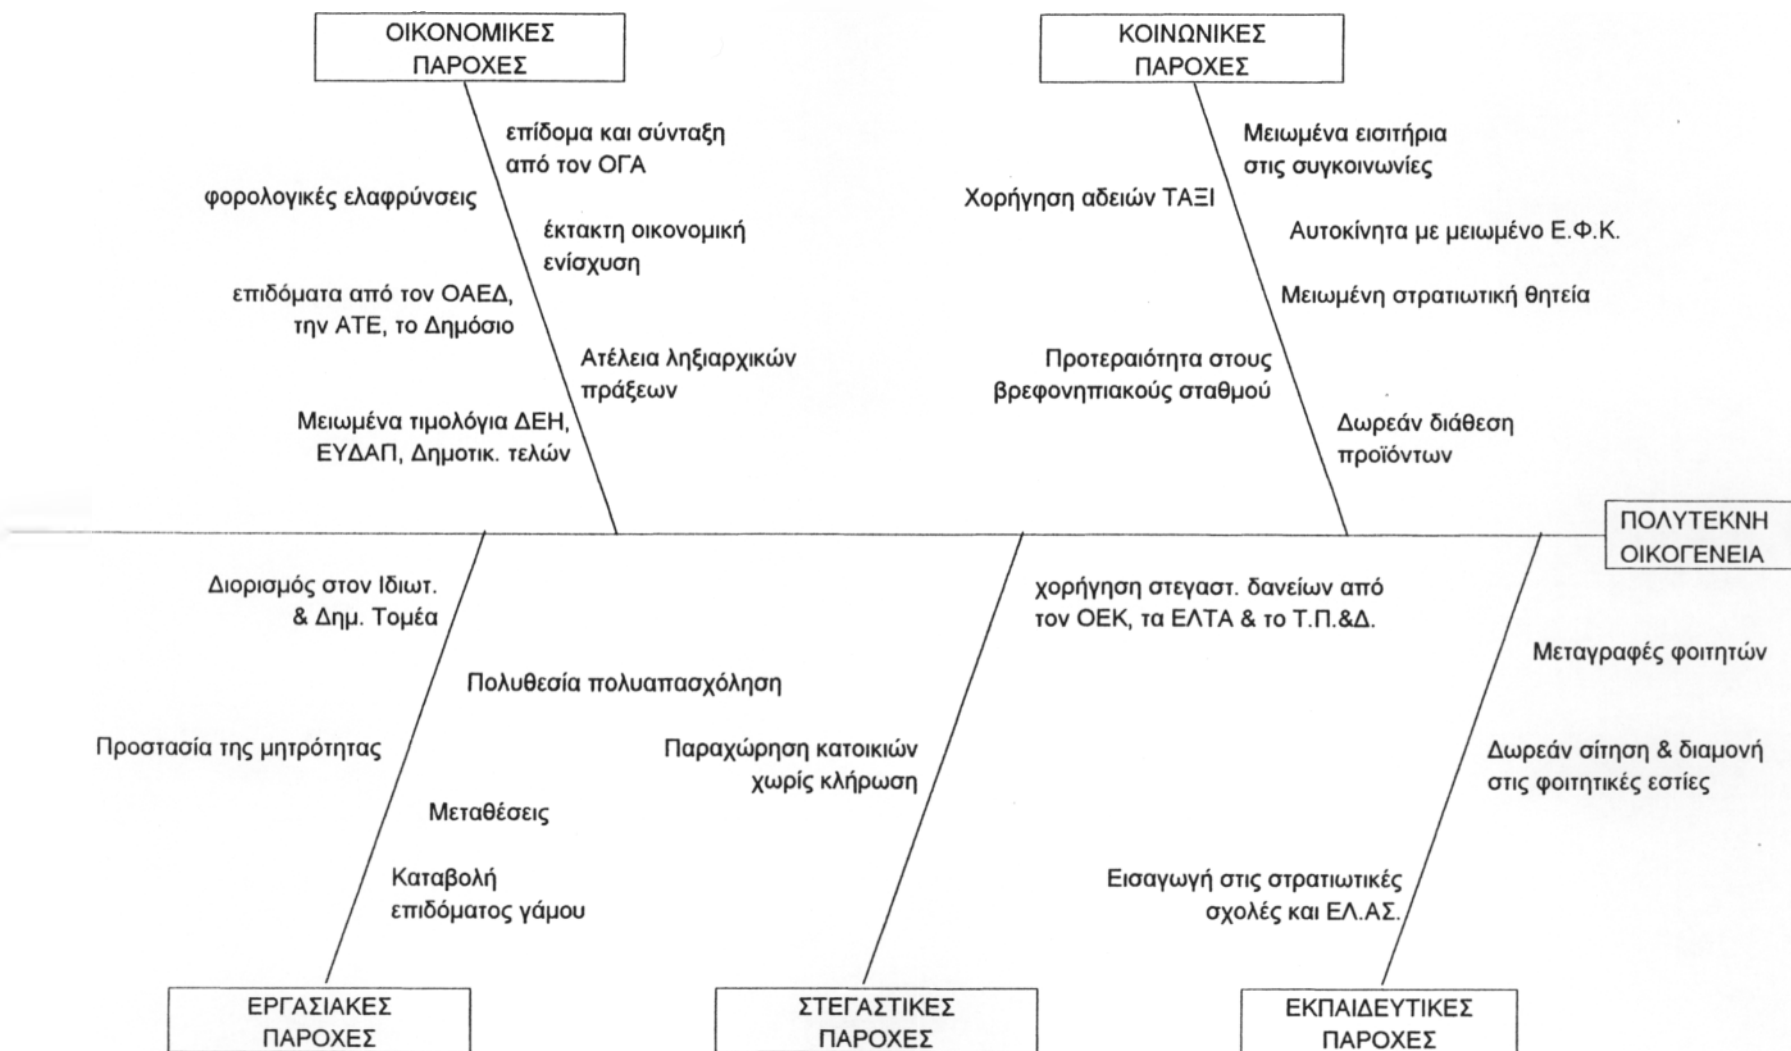 ΟΙΚΟΝΟΜΙΚΕΣ
ΠΑΡΟΧΕΣ
επίδομα και σύνταξη
από τον ΟΓΑ
φορολογικές ελαφρύνσεις
έκτακτη οικονομική
ενίσχυση
επιδόματα από τον ΟΑΕΔ,
την ΑΤΕ, το Δημόσιο
Ατέλεια ληξιαρχικών
πράξεων
Μειωμένα τιμολόγια ΔΕΗ,
ΕΥΔΑΠ, Δημοτικ. τελών
ΚΟΙΝΩΝΙΚΕΣ
ΠΑΡΟΧΕΣ
Μειωμένα εισιτήρια
στις συγκοινωνίες
Χορήγηση αδειών ΤΑΞΙ
Αυτοκίνητα με μειωμένο Ε.Φ.Κ.
Μειωμένη στρατιωτική θητεία
Προτεραιότητα στους
βρεφονηπιακούς σταθμού
Δωρεάν διάθεση
προϊόντων
ΠΟΛΥΤΕΚΝΗ
ΟΙΚΟΓΕΝΕΙΑ
Διορισμός στον Ιδιωτ.
& Δημ. Τομέα
Πολυθεσία πολυαπασχόληση
Προστασία της μητρότητας
Μεταθέσεις
Καταβολή
επιδόματος γάμου
ΕΡΓΑΣΙΑΚΕΣ
ΠΑΡΟΧΕΣ
χορήγηση στεγαστ. δανείων από
τον ΟΕΚ, τα ΕΛΤΑ & το Τ.Π.&Δ.
Παραχώρηση κατοικιών
χωρίς κλήρωση
ΣΤΕΓΑΣΤΙΚΕΣ
ΠΑΡΟΧΕΣ
Μεταγραφές φοιτητών
Δωρεάν σίτηση & διαμονή
στις φοιτητικές εστίες
Εισαγωγή στις στρατιωτικές
σχολές και ΕΛ.ΑΣ.
ΕΚΠΑΙΔΕΥΤΙΚΕΣ
ΠΑΡΟΧΕΣ